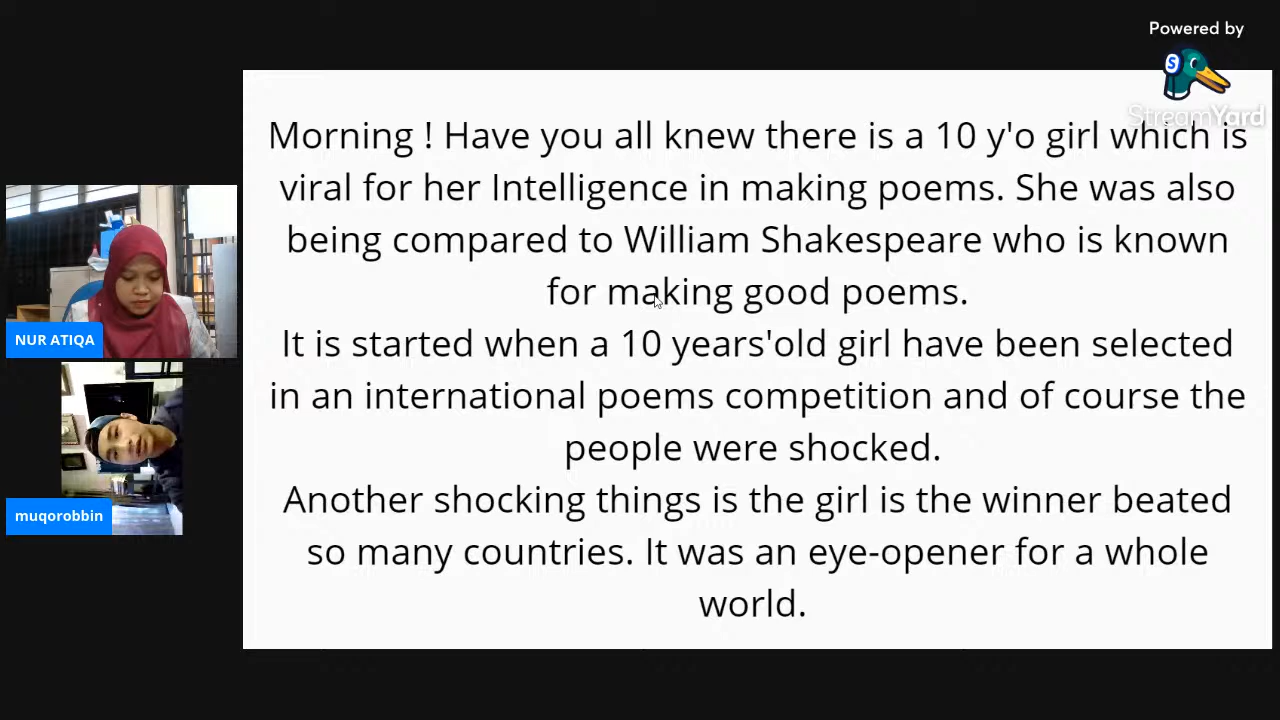 Powered by
StreamYard
Morning ! Have you all knew there is a 10 y'o girl which is
viral for her Intelligence in making poems. She was also
being compared to William Shakespeare who is known
for making good poems.
It is started when a 10 years'old girl have been selected
in an international poems competition and of course the
people were shocked.
Another shocking things is the girl is the winner beated
so many countries. It was an eye-opener for a whole
world.
NUR ATIQA
muqorobbin